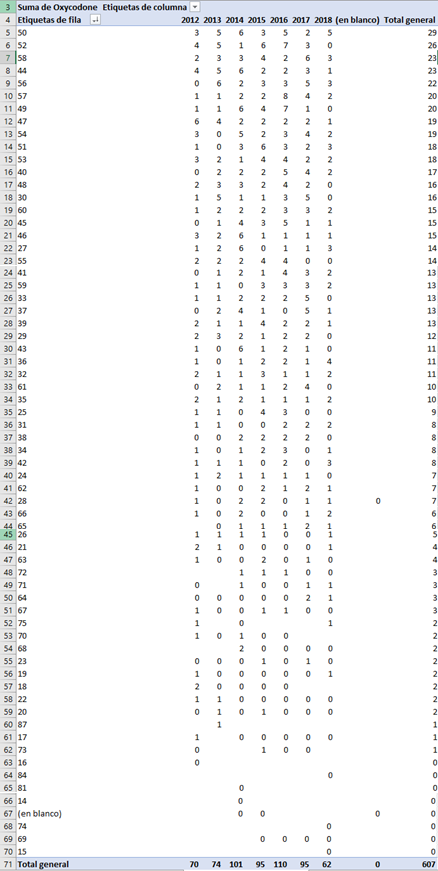 3 Suma de Oxycodone Etiquetas de columna
4 Etiquetas de fila 2012 2013 2014 2015 2016 2017 2018 (en blanco) Total general
5 50 3 5 6 3 5 2 5 29
6 52 4 5 1 6 7 3 0 26
7 58 2 3 3 4 2 6 3 23
8 44 4 5 6 2 2 3 1 23
9 56 0 6 2 3 3 5 3 22
10 57 1 1 2 2 8 4 2 20
11 49 1 1 6 4 7 1 0 20
12 47 6 4 2 2 2 2 1 19
13 54 3 0 5 2 3 4 2 19
14 51 1 0 3 6 3 2 3 18
15 53 3 2 1 4 4 2 2 18
16 40 0 2 2 2 5 4 2 17
17 48 2 3 3 2 4 2 0 16
18 30 1 5 1 1 3 5 0 16
19 60 1 2 2 2 3 3 2 15
20 45 0 1 4 3 5 1 1 15
21 46 3 2 6 1 1 1 1 15
22 27 1 2 6 0 1 1 3 14
23 55 2 2 2 4 4 0 0 14
24 41 0 1 2 1 4 3 2 13
25 59 1 1 0 3 3 3 2 13
26 33 1 1 2 2 2 5 0 13
27 37 0 2 4 1 0 5 1 13
28 39 2 1 1 4 2 2 1 13
29 29 2 3 2 1 2 2 0 12
30 43 1 0 6 1 2 1 0 11
31 36 1 0 1 2 2 1 4 11
32 32 2 1 1 3 1 1 2 11
33 61 0 2 1 1 2 4 0 10
34 35 2 1 2 1 1 1 2 10
35 25 1 1 0 4 3 0 0 9
36 31 1 1 0 0 2 2 2 8
37 38 0 0 2 2 2 2 0 8
38 34 1 0 1 2 3 0 1 8
39 42 1 1 1 0 2 0 3 8
40 24 1 2 1 1 1 1 0 7
41 62 1 0 0 2 1 2 1 7
42 28 1 0 2 2 0 1 1 0 7
43 66 1 0 2 0 0 1 2 6
44 65 0 1 1 1 2 1 6
45 26 1 1 1 1 0 0 1 5
46 21 2 1 0 0 0 0 1 4
47 63 1 0 0 2 0 1 0 4
48 72 1 1 1 0 0 3
49 71 0 1 0 0 1 1 3
50 64 0 0 0 0 0 2 1 3
51 67 1 0 0 1 1 0 0 3
52 75 1 0 1 2
53 70 1 0 1 0 0 2
54 68 2 0 0 0 0 2
55 23 0 0 0 1 0 1 0 2
56 19 1 0 0 0 0 0 1 2
57 18 2 0 0 0 0 2
58 22 1 1 0 0 0 0 0 2
59 20 0 1 0 1 0 0 0 2
60 87 1 1
61 17 1 0 0 0 0 0 1
62 73 0 1 0 0 1
63 16 0 0
64 84 0 0
65 81 0 0
66 14 0 0
67 (en blanco) 0 0 0 0
68 74 0 0
69 69 0 0 0 0 0
70 15 0 0
71 Total general 70 74 101 95 110 95 62 0 607